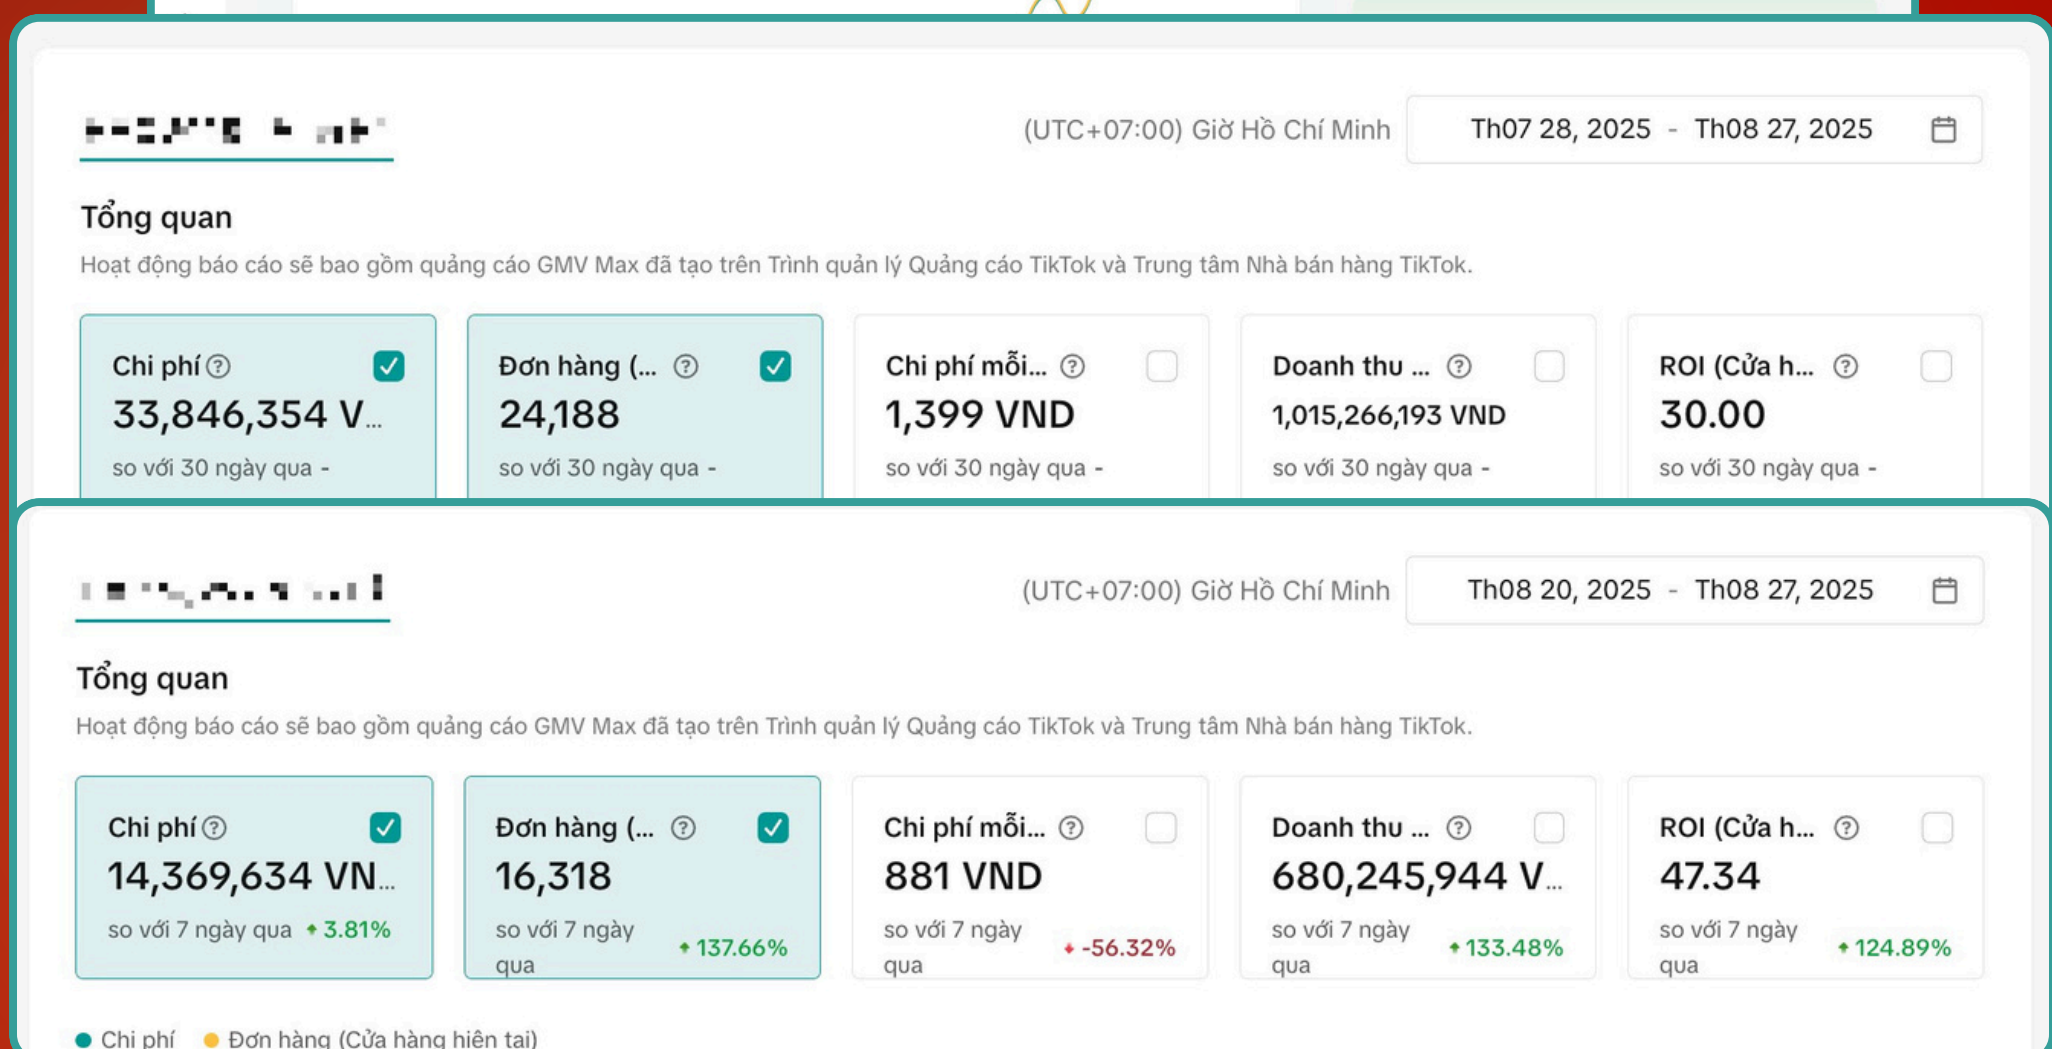 (UTC+07:00) Giờ Hồ Chí Minh Th07 28, 2025 - Th08 27, 2025
Tổng quan
Hoạt động báo cáo sẽ bao gồm quảng cáo GMV Max đã tạo trên Trình quản lý Quảng cáo TikTok và Trung tâm Nhà bán hàng TikTok.
Chi phí Đơn hàng (... Chi phí mỗi... Doanh thu ... ROI (Cửa h...
33,846,354 V... 24,188 1,399 VND 1,015,266,193 VND 30.00
so với 30 ngày qua - so với 30 ngày qua - so với 30 ngày qua - so với 30 ngày qua - so với 30 ngày qua -
(UTC+07:00) Giờ Hồ Chí Minh Th08 20, 2025 - Th08 27, 2025
Tổng quan
Hoạt động báo cáo sẽ bao gồm quảng cáo GMV Max đã tạo trên Trình quản lý Quảng cáo TikTok và Trung tâm Nhà bán hàng TikTok.
Chi phí Đơn hàng (... Chi phí mỗi... Doanh thu ... ROI (Cửa h...
14,369,634 VN... 16,318 881 VND 680,245,944 V... 47.34
so với 7 ngày qua 3.81% so với 7 ngày qua 137.66% so với 7 ngày qua -56.32% so với 7 ngày qua 133.48% so với 7 ngày qua 124.89%
Chi phí Đơn hàng (Cửa hàng hiện tại)